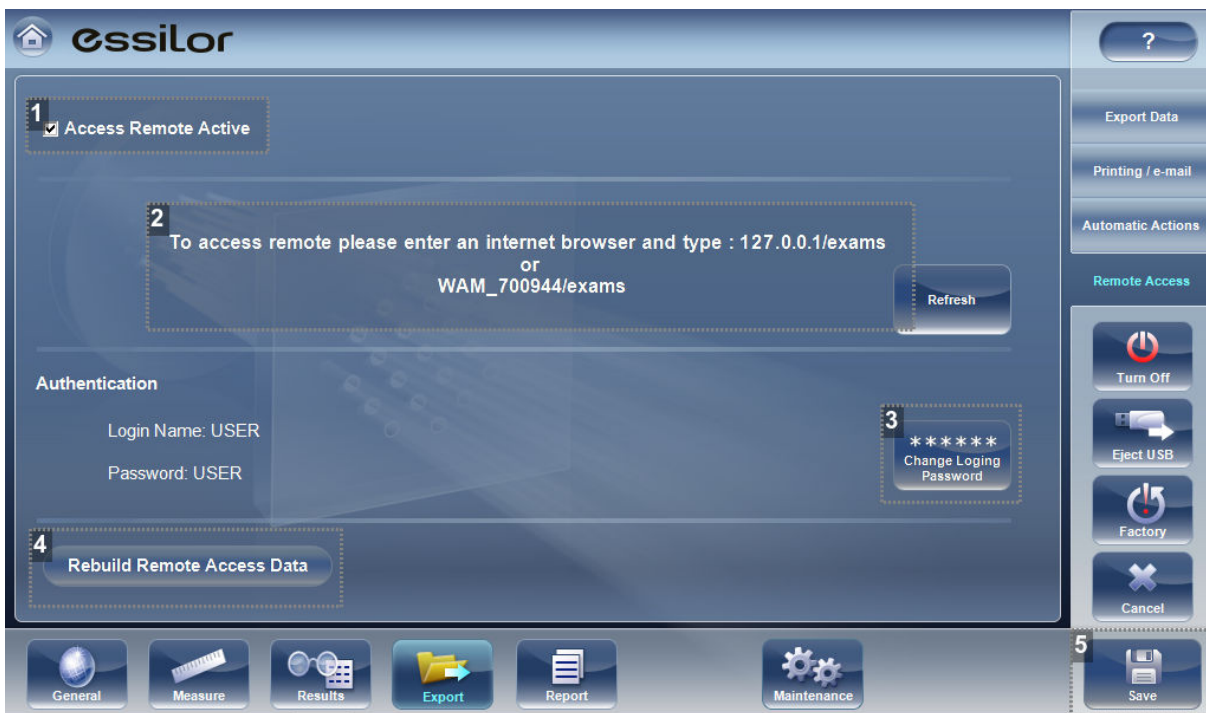 essilor
?
1
Access Remote Active
Export Data
Printing / e-mail
Automatic Actions
Remote Access
2
To access remote please enter an internet browser and type : 127.0.0.1/exams
or
WAM_700944/exams
Refresh
Authentication
Login Name: USER
Password: USER
3
******
Change Loging
Password
4
Rebuild Remote Access Data
Turn Off
Eject USB
Factory
Cancel
General
Measure
Results
Export
Report
Maintenance
5
Save